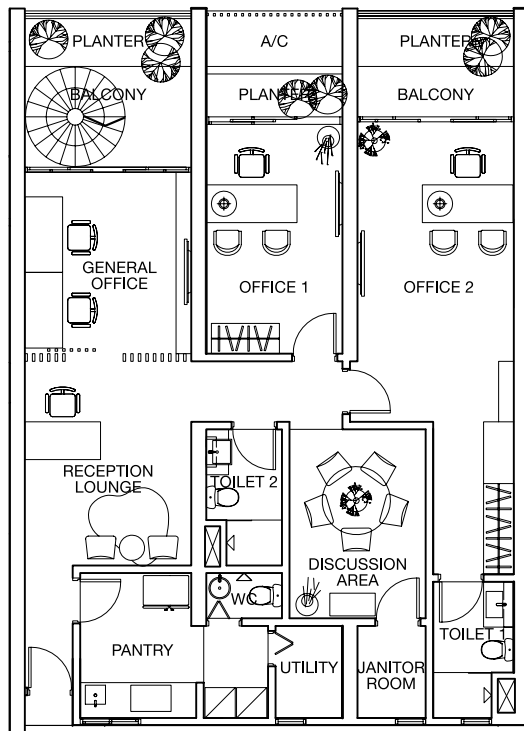 PLANTER
A/C
PLANTER
BALCONY
PLANTER
BALCONY
GENERAL
OFFICE
OFFICE 1
OFFICE 2
RECEPTION
LOUNGE
TOILET 2
DISCUSSION
AREA
WC
TOILET 1
PANTRY
UTILITY
JANITOR
ROOM